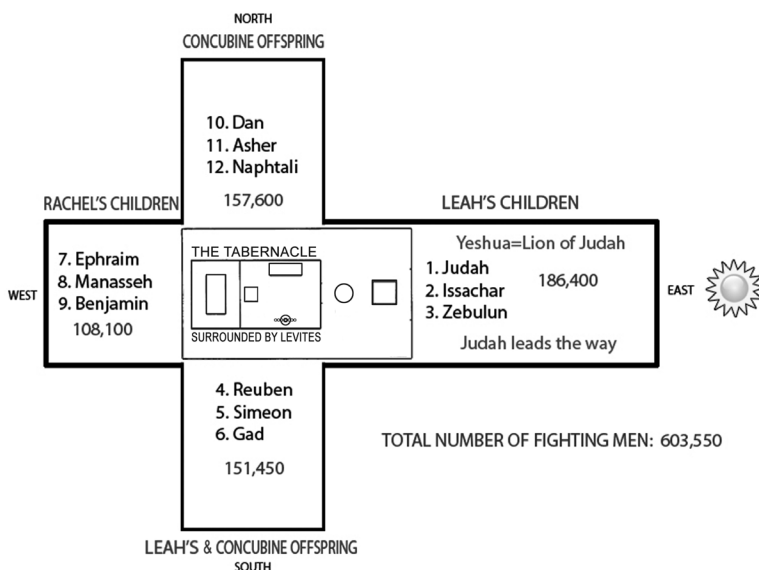 NORTH
CONCUBINE OFFSPRING
10. Dan
11. Asher
12. Naphtali
157,600
RACHEL'S CHILDREN
LEAH'S CHILDREN
WEST
7. Ephraim
8. Manasseh
9. Benjamin
108,100
THE TABERNACLE
SURROUNDED BY LEVITES
Yeshua=Lion of Judah
1. Judah
2. Issachar
3. Zebulun
186,400
Judah leads the way
EAST
4. Reuben
5. Simeon
6. Gad
151,450
TOTAL NUMBER OF FIGHTING MEN: 603,550
LEAH'S & CONCUBINE OFFSPRING
SOUTH